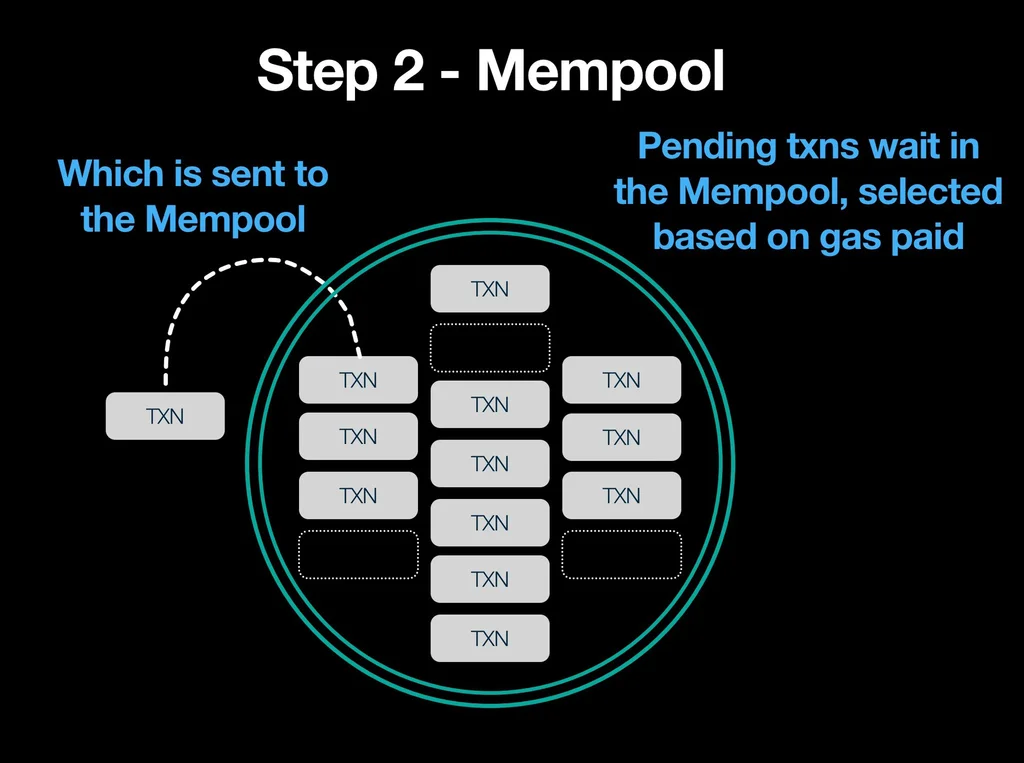 Step 2 - Mempool
Which is sent to
the Mempool
Pending txns wait in
the Mempool, selected
based on gas paid
TXN
TXN
TXN
TXN
TXN
TXN
TXN
TXN
TXN
TXN
TXN
TXN
TXN